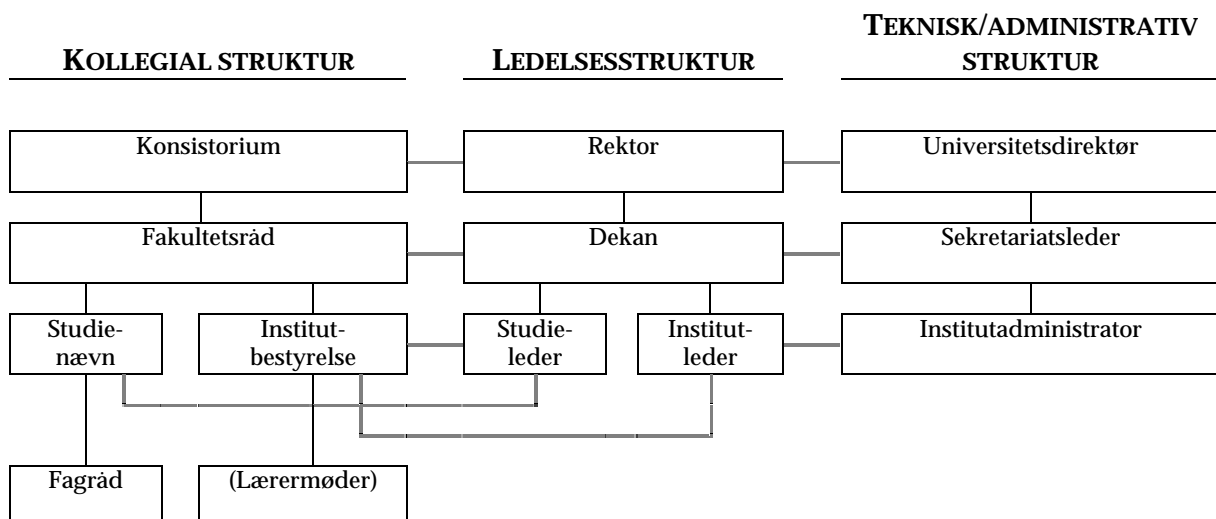 KOLLEGIAL STRUKTUR
LEDELSESSTRUKTUR
TEKNISK/ADMINISTRATIV
STRUKTUR
Konsistorium
Rektor
Universitetsdirektør
Fakultetsråd
Dekan
Sekretariatsleder
Studie-
nævn
Institut-
bestyrelse
Studie-
leder
Institut-
leder
Institutadministrator
Fagråd
(Lærermøder)